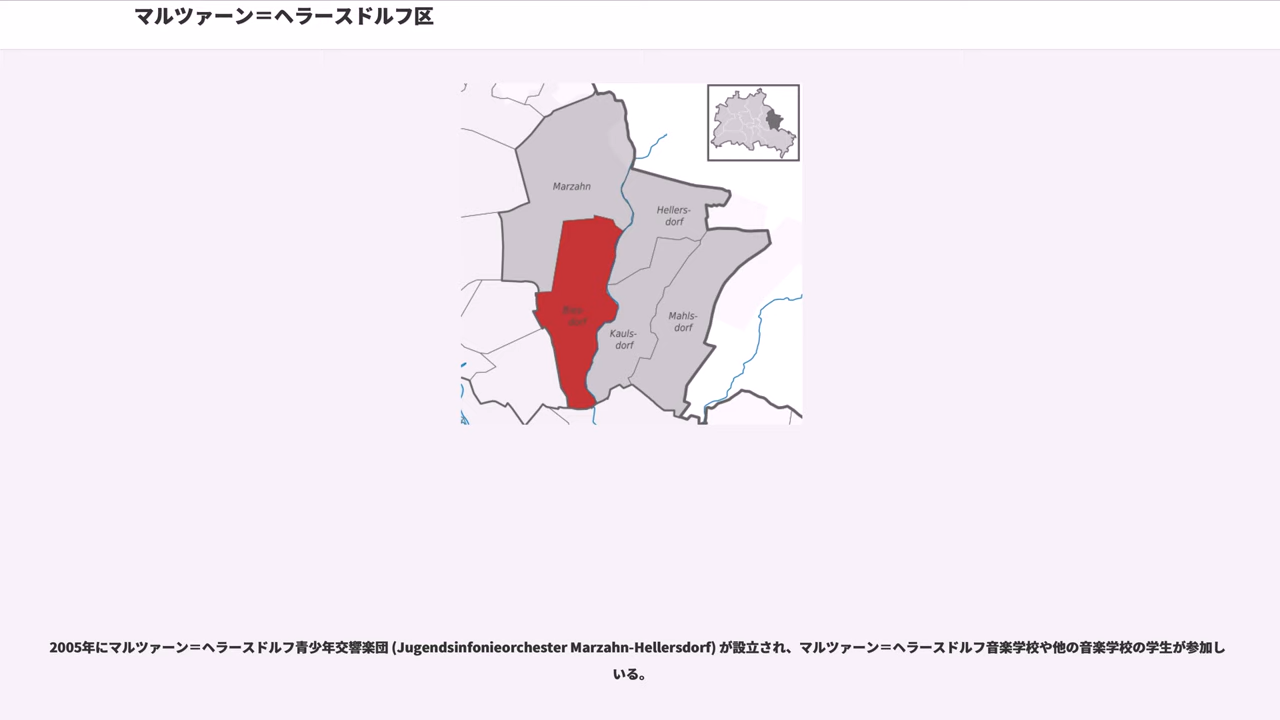 マルツァーン＝ヘラースドルフ区
Marzahn
Hellers-
dorf
Kauls-
dorf
Mahls-
dorf
2005年にマルツァーン＝ヘラースドルフ青少年交響楽団 (Jugendsinfonieorchester Marzahn-Hellersdorf) が設立され、マルツァーン＝ヘラースドルフ音楽学校や他の音楽学校の学生が参加し
いる。